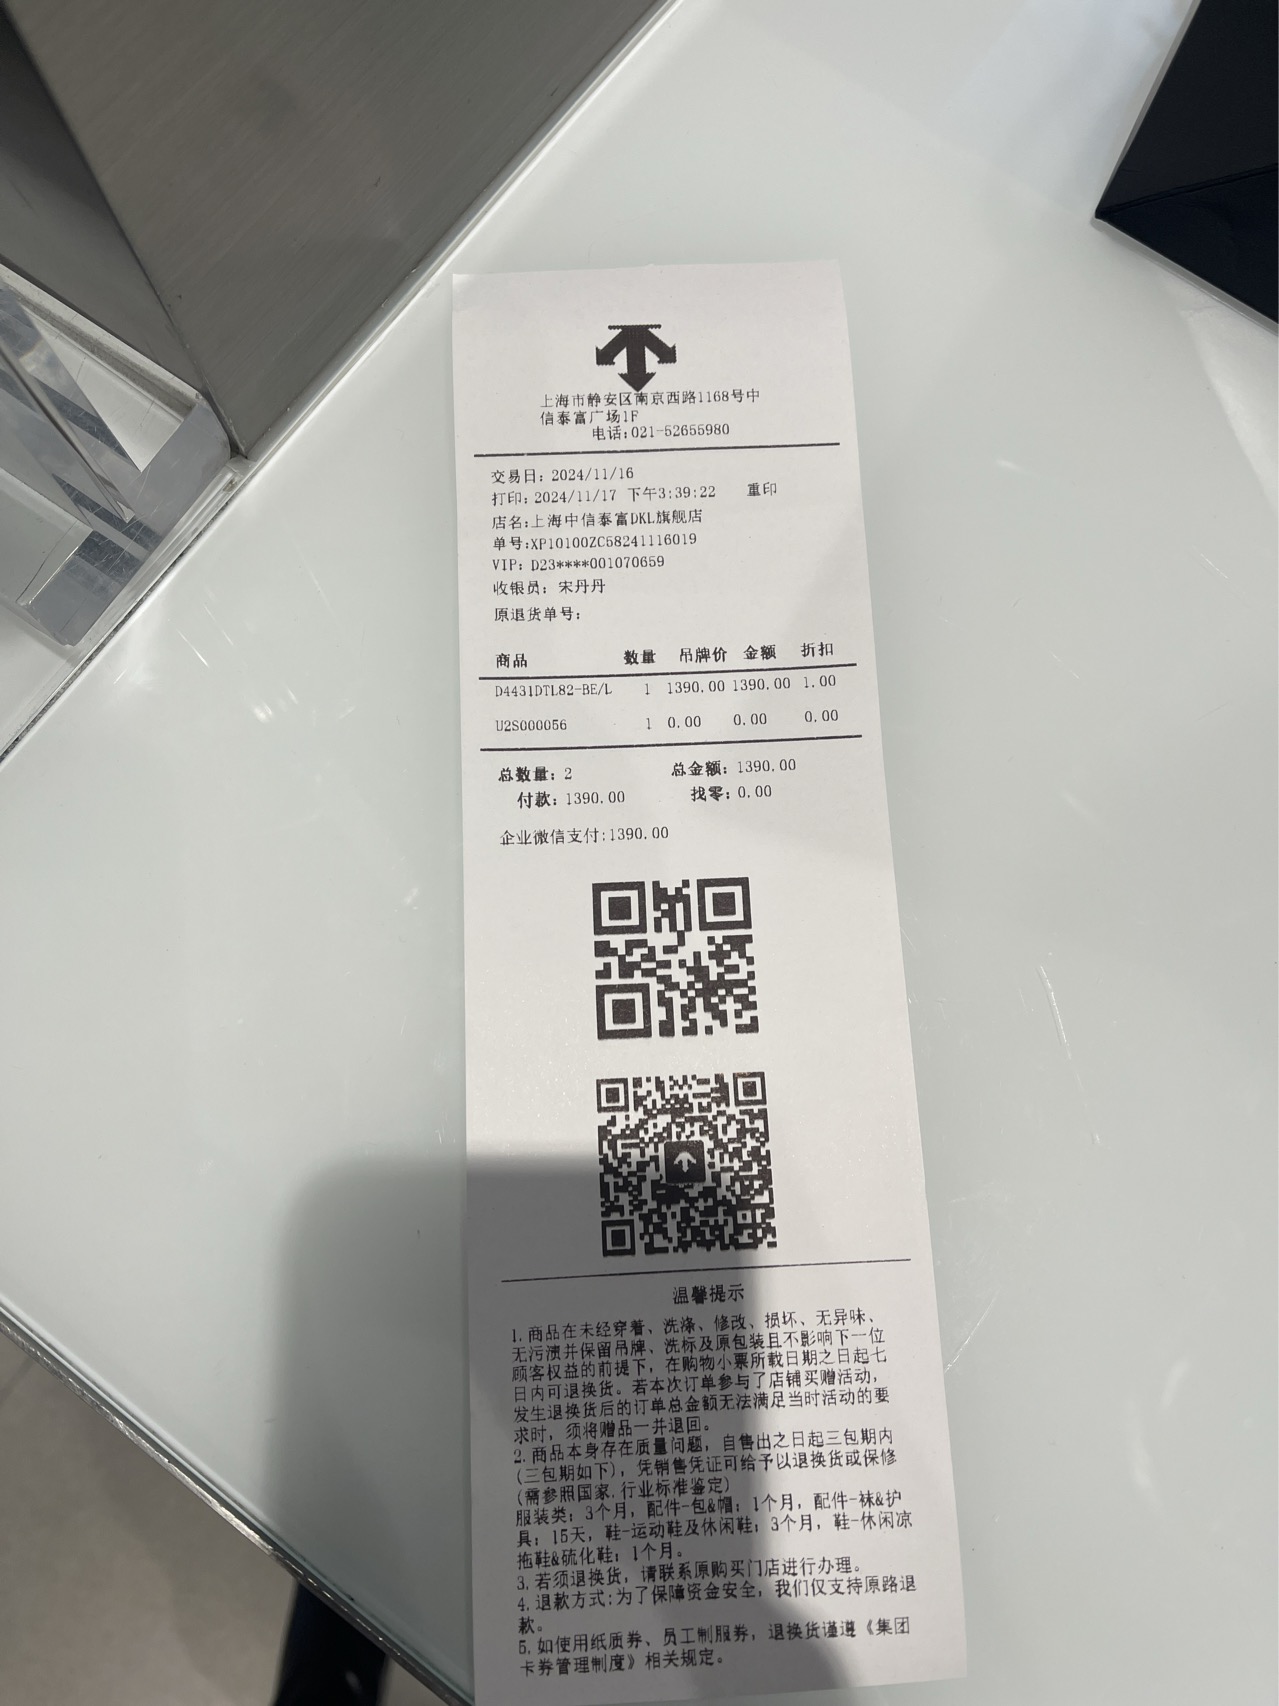 上海市静安区南京西路1168号中
信泰富广场1F
电话:021-52655980
交易日: 2024/11/16
打印: 2024/11/17 下午3:39:22 重印
店名:上海中信泰富DKL旗舰店
单号:XP10100ZC58241116019
VIP: D23****001070659
收银员: 宋丹丹
原退货单号:
商品 数量 吊牌价 金额 折扣
D4431DTL82-BE/L 1 1390.00 1390.00 1.00
U2S000056 1 0.00 0.00 0.00
总数量: 2 总金额: 1390.00
付款: 1390.00 找零: 0.00
企业微信支付:1390.00
温馨提示
1.商品在未经穿着、洗涤、修改、损坏、无异味、
无污渍并保留吊牌、洗标及原包装且不影响下一位
顾客权益的前提下，在购物小票所载日期之日起七
日内可退换货。若本次订单参与了店铺买赠活动，
发生退换货后的订单总金额无法满足当时活动的要
求时，须将赠品一并退回。
2.商品本身存在质量问题，自售出之日起三包期内
(三包期如下)，凭销售凭证可给予以退换货或保修
(需参照国家.行业标准鉴定)
服装类: 3个月，配件-包&帽: 1个月，配件-袜&护
具: 15天，鞋-运动鞋及休闲鞋: 3个月，鞋-休闲凉
拖鞋&硫化鞋: 1个月。
3.若须退换货，请联系原购买门店进行办理。
4.退款方式:为了保障资金安全，我们仅支持原路退
款。
5.如使用纸质券、员工制服券，退换货谨遵《集团
卡券管理制度》相关规定。